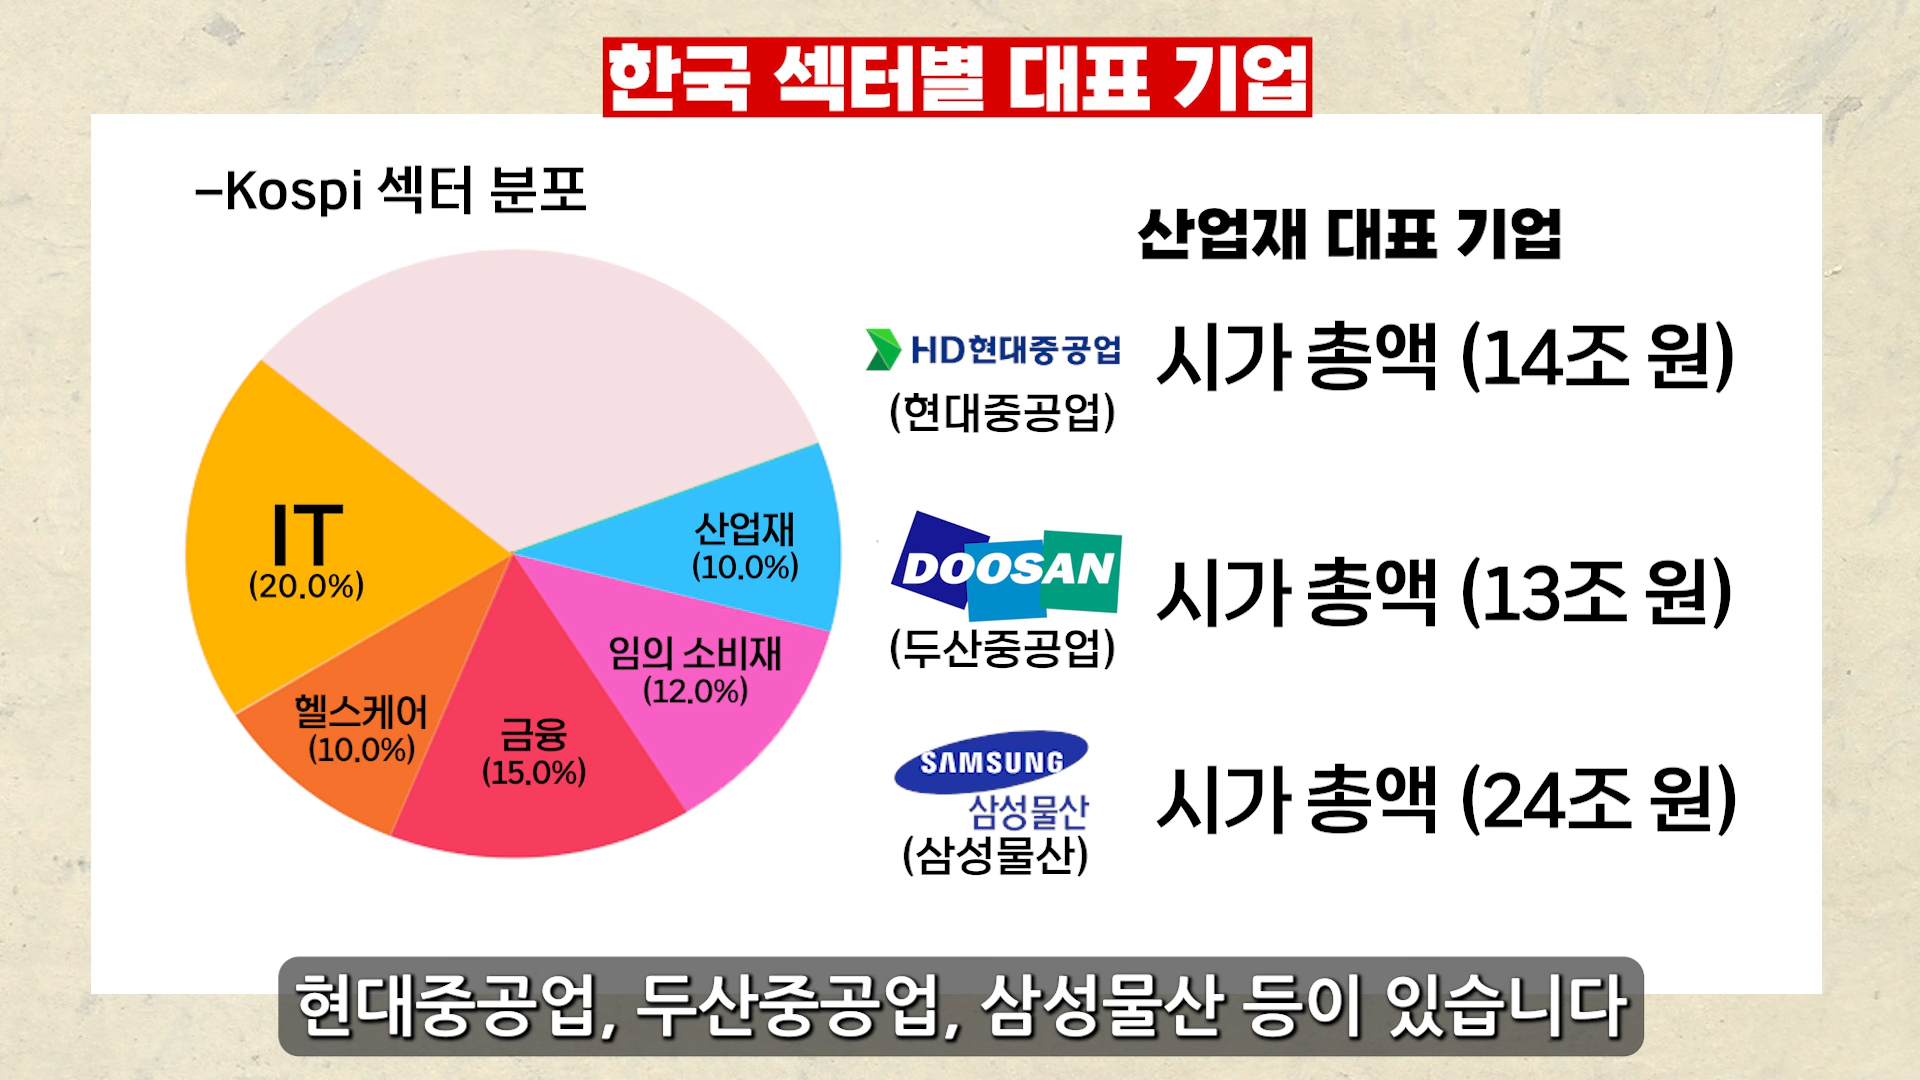 한국 섹터별 대표 기업
–Kospi 섹터 분포
IT
(20.0%)
헬스케어
(10.0%)
금융
(15.0%)
임의 소비재
(12.0%)
산업재
(10.0%)
산업재 대표 기업
HD현대중공업
(현대중공업)
시가 총액 (14조 원)
DOOSAN
(두산중공업)
시가 총액 (13조 원)
SAMSUNG
삼성물산
(삼성물산)
시가 총액 (24조 원)
현대중공업, 두산중공업, 삼성물산 등이 있습니다